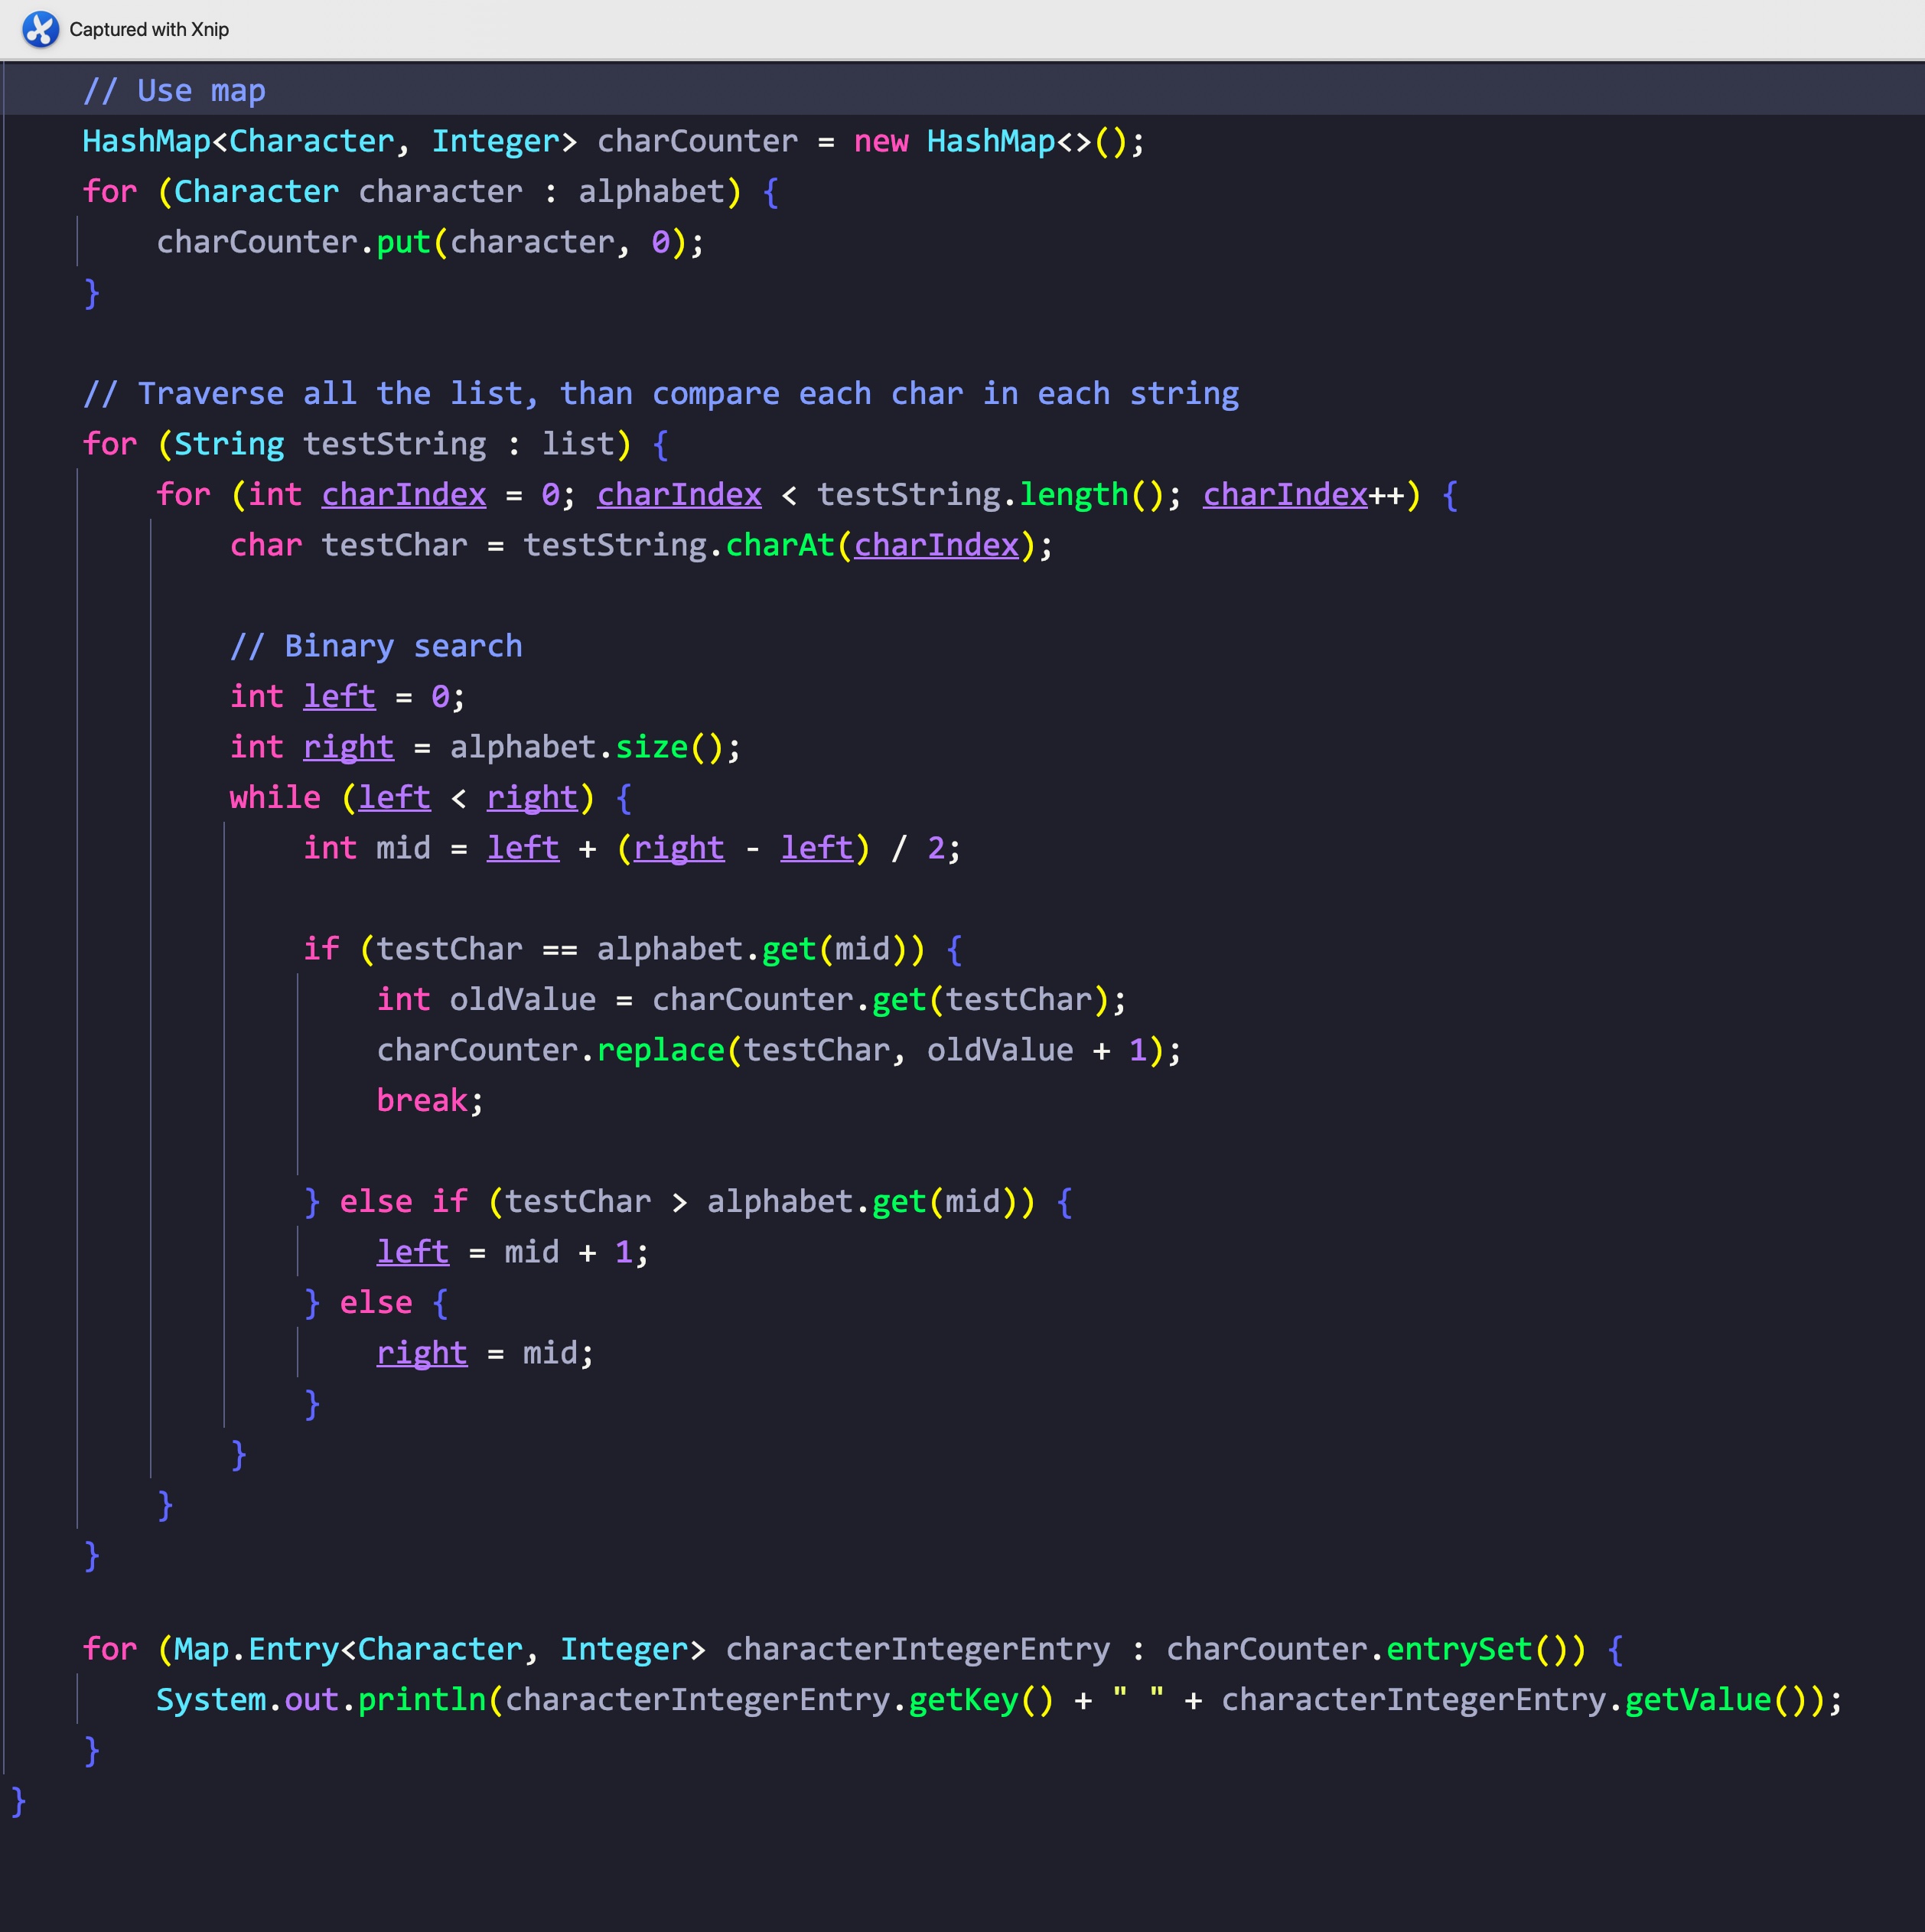 Captured with Xnip
// Use map
HashMap<Character, Integer> charCounter = new HashMap<>();
for (Character character : alphabet) {
charCounter.put(character, 0);
}
// Traverse all the list, than compare each char in each string
for (String testString : list) {
for (int charIndex = 0; charIndex < testString.length(); charIndex++) {
char testChar = testString.charAt(charIndex);
// Binary search
int left = 0;
int right = alphabet.size();
while (left < right) {
int mid = left + (right - left) / 2;
if (testChar == alphabet.get(mid)) {
int oldValue = charCounter.get(testChar);
charCounter.replace(testChar, oldValue + 1);
break;
} else if (testChar > alphabet.get(mid)) {
left = mid + 1;
} else {
right = mid;
}
}
}
}
for (Map.Entry<Character, Integer> characterIntegerEntry : charCounter.entrySet()) {
System.out.println(characterIntegerEntry.getKey() + " " + characterIntegerEntry.getValue());
}
}